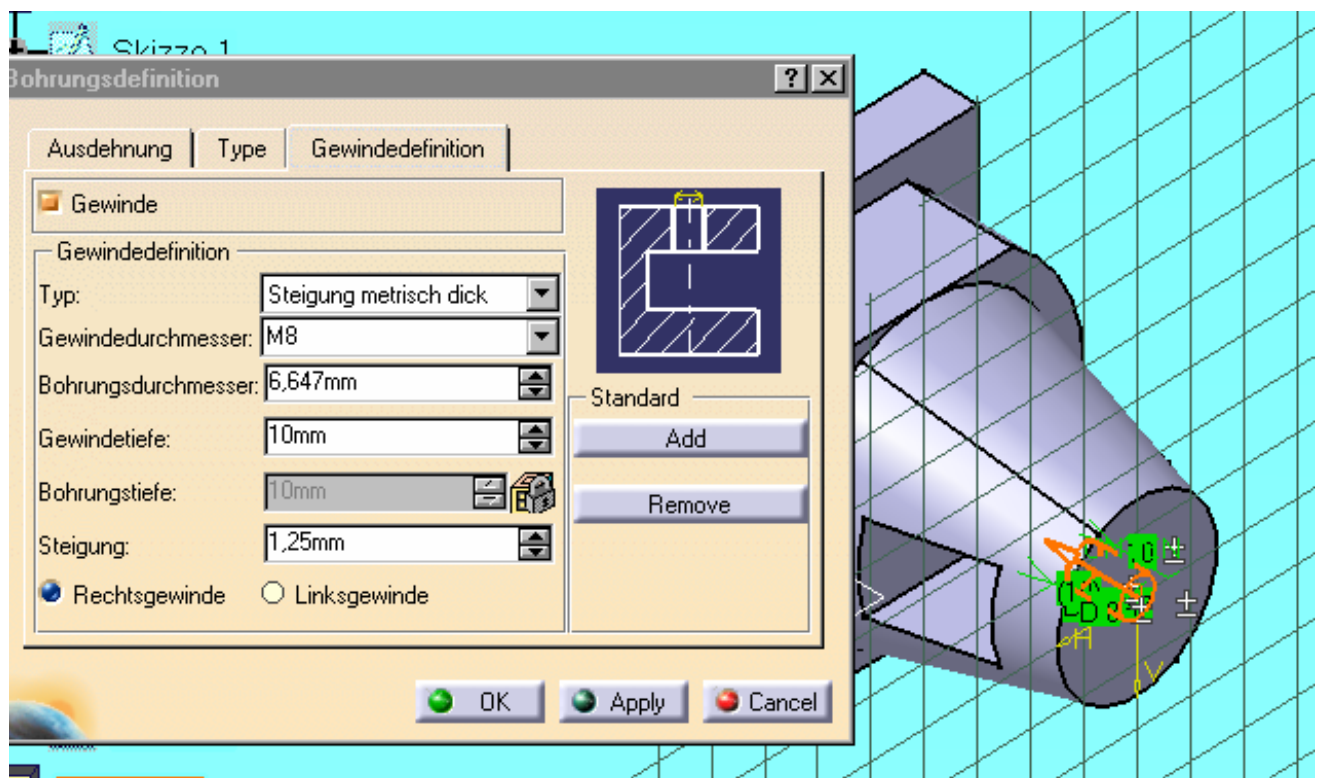 Skizze 1
Bohrungsdefinition
Ausdehnung Type Gewindedefinition
Gewinde
Gewindedefinition
Typ: Steigung metrisch dick
Gewindedurchmesser: M8
Bohrungsdurchmesser: 6,647mm
Gewindetiefe: 10mm
Bohrungstiefe: 10mm
Steigung: 1,25mm
Rechtsgewinde Linksgewinde
Standard
Add
Remove
OK Apply Cancel
H
V